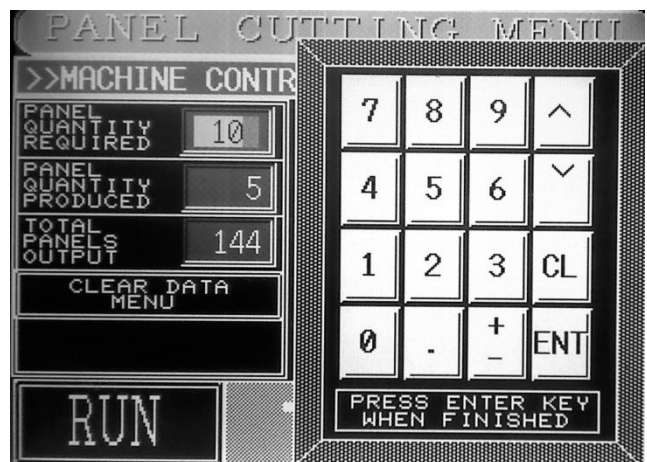 PANEL CUTTING MENU
>>MACHINE CONTR
PANEL
QUANTITY
REQUIRED
10
PANEL
QUANTITY
PRODUCED
5
TOTAL
PANELS
OUTPUT
144
CLEAR DATA
MENU
RUN
7 8 9 ^
4 5 6 ˅
1 2 3 CL
0 . +/- ENT
PRESS ENTER KEY
WHEN FINISHED